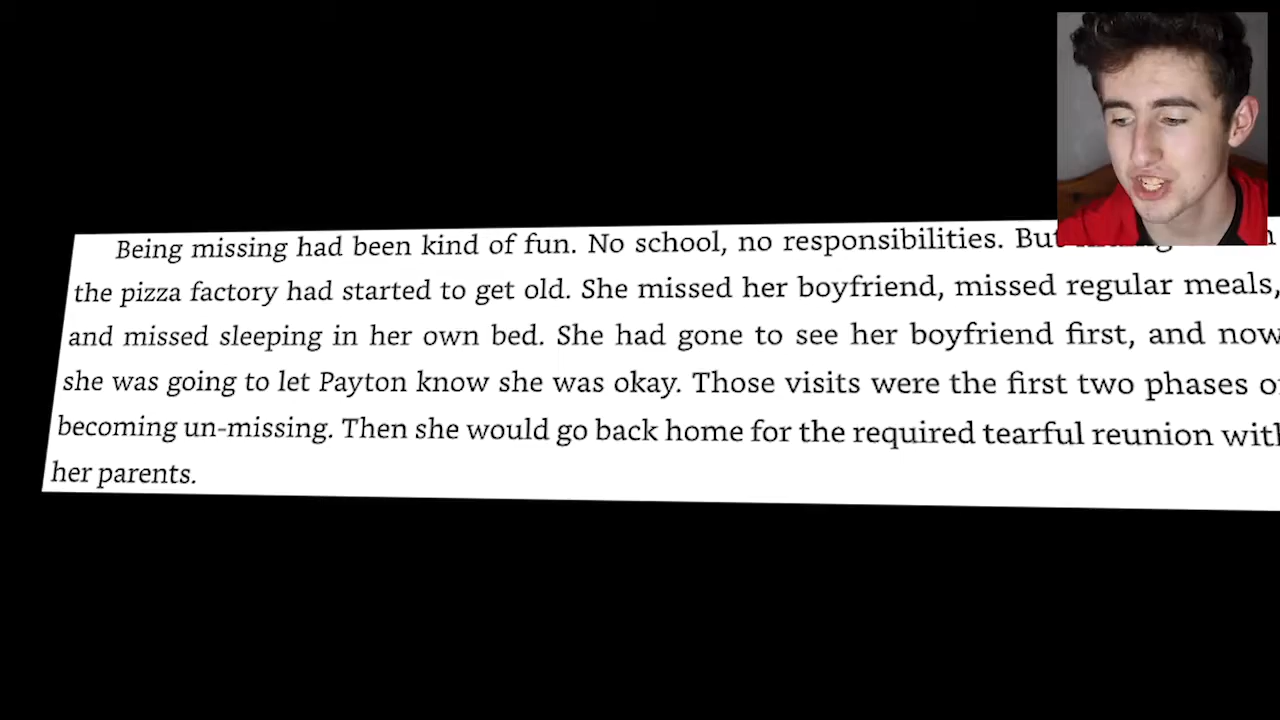 Being missing had been kind of fun. No school, no responsibilities. But
the pizza factory had started to get old. She missed her boyfriend, missed regular meals,
and missed sleeping in her own bed. She had gone to see her boyfriend first, and now
she was going to let Payton know she was okay. Those visits were the first two phases of
becoming un-missing. Then she would go back home for the required tearful reunion with
her parents.